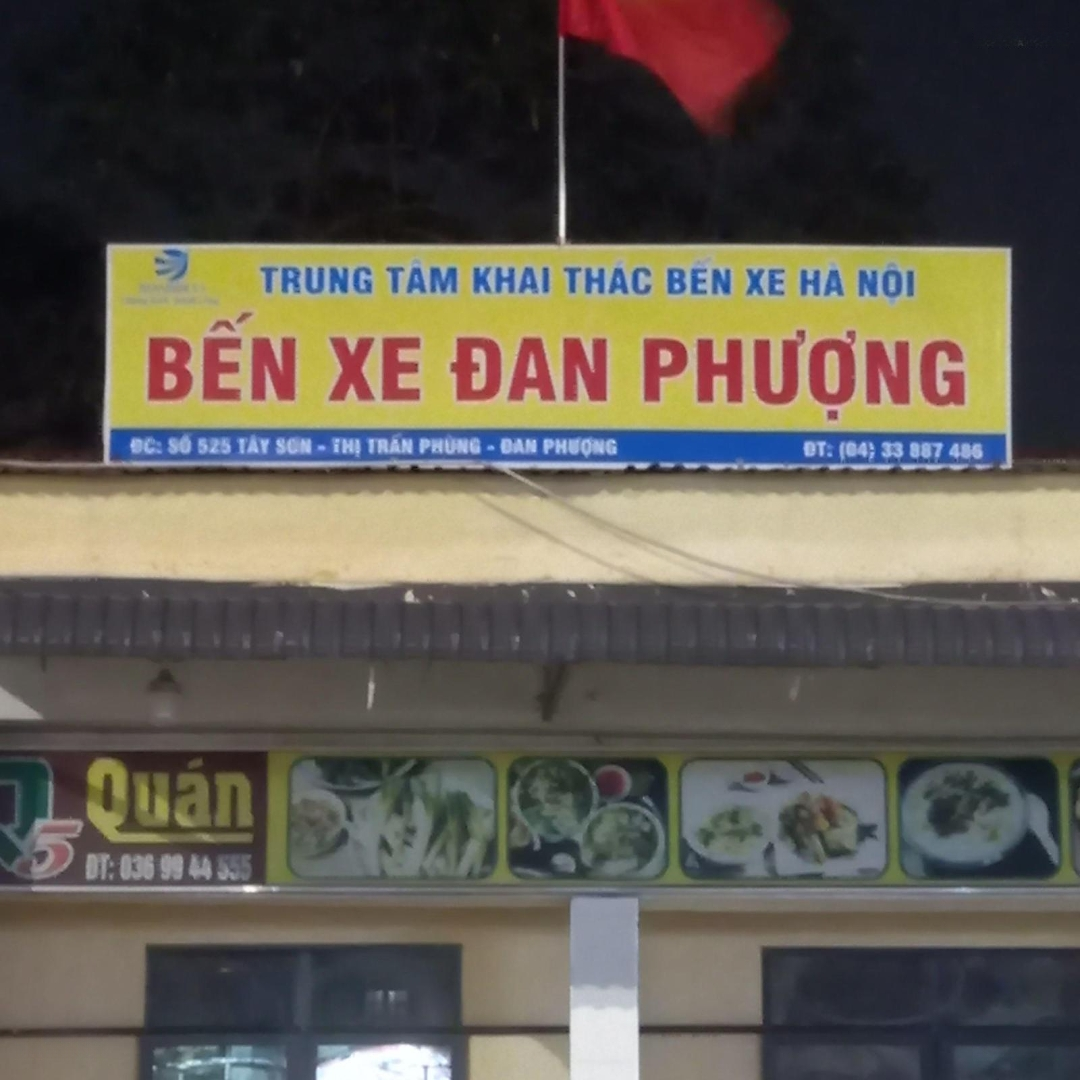 TRUNG TÂM KHAI THÁC BẾN XE HÀ NỘI
BẾN XE ĐAN PHƯỢNG
ĐC: SỐ 525 TÂY SƠN - THỊ TRẤN PHÙNG - ĐAN PHƯỢNG
ĐT: (04) 33 887 486
Quán
5
ĐT: 036 99 44 555